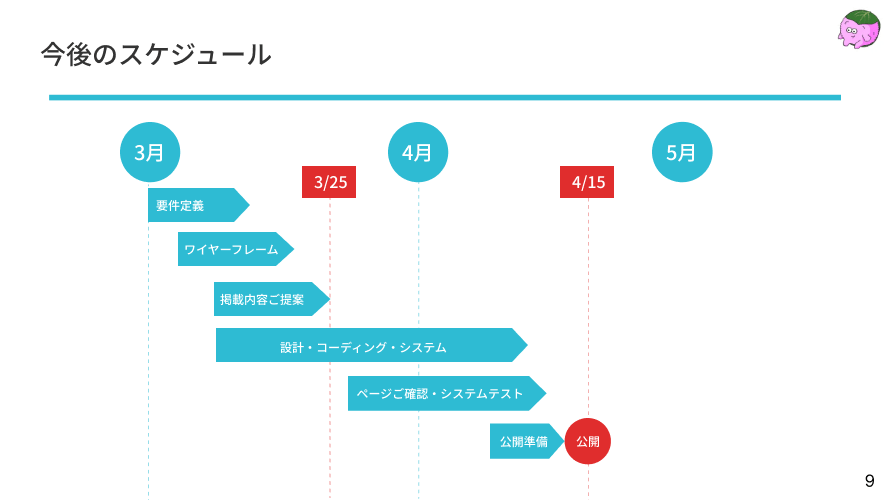 今後のスケジュール
3月
4月
5月
3/25
4/15
要件定義
ワイヤーフレーム
掲載内容ご提案
設計・コーディング・システム
ページご確認・システムテスト
公開準備
公開
9